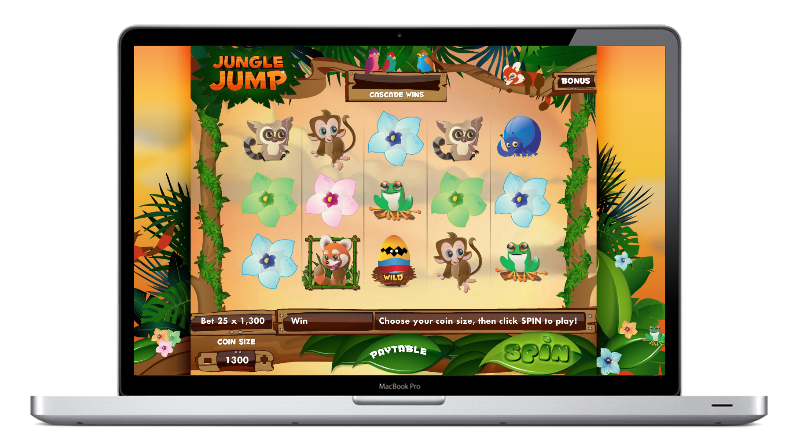 JUNGLE
JUMP
CASCADE WINS
BONUS
WILD
Bet 25 x 1,300
Win
Choose your coin size, then click SPIN to play!
COIN SIZE
1300
PAYTABLE
SPIN
MacBook Pro